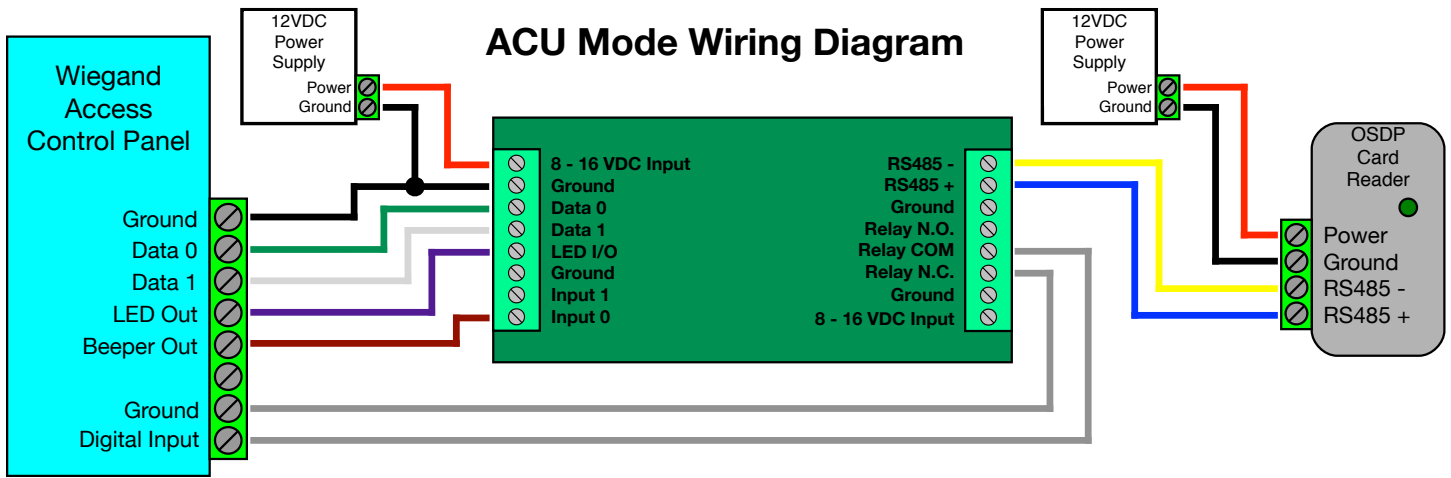 ACU Mode Wiring Diagram
12VDC
Power
Supply
Power
Ground
12VDC
Power
Supply
Power
Ground
Wiegand
Access
Control Panel
Ground
Data 0
Data 1
LED Out
Beeper Out
Ground
Digital Input
8 - 16 VDC Input
Ground
Data 0
Data 1
LED I/O
Ground
Input 1
Input 0
RS485 -
RS485 +
Ground
Relay N.O.
Relay COM
Relay N.C.
Ground
8 - 16 VDC Input
OSDP
Card
Reader
Power
Ground
RS485 -
RS485 +